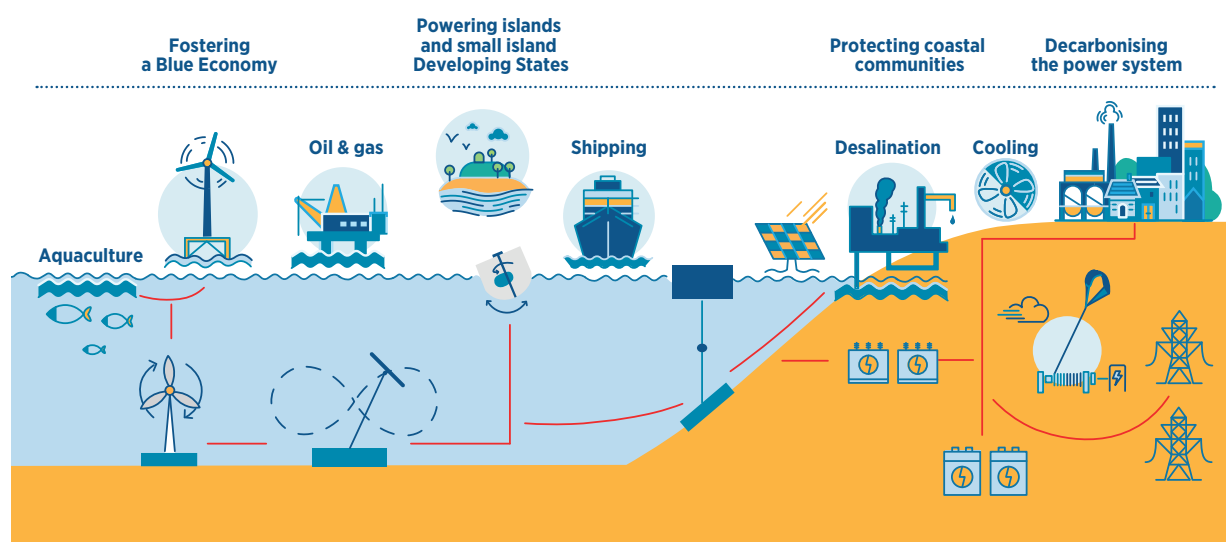 Fostering
a Blue Economy
Powering islands
and small island
Developing States
Protecting coastal
communities
Decarbonising
the power system
Oil & gas
Shipping
Desalination
Cooling
Aquaculture